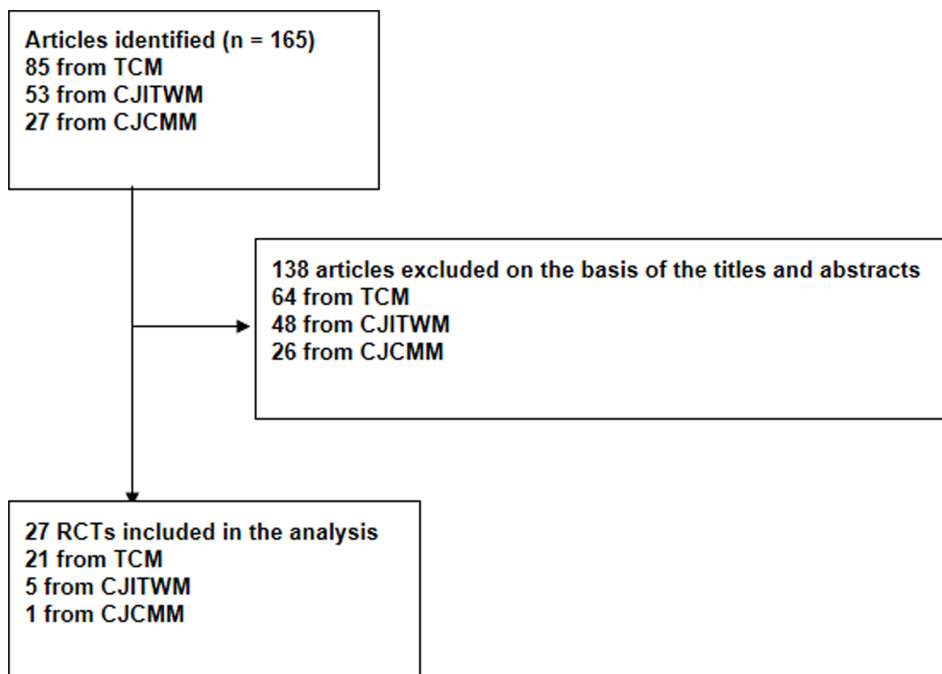 Articles identified (n = 165)
85 from TCM
53 from CJITWM
27 from CJCMM
138 articles excluded on the basis of the titles and abstracts
64 from TCM
48 from CJITWM
26 from CJCMM
27 RCTs included in the analysis
21 from TCM
5 from CJITWM
1 from CJCMM